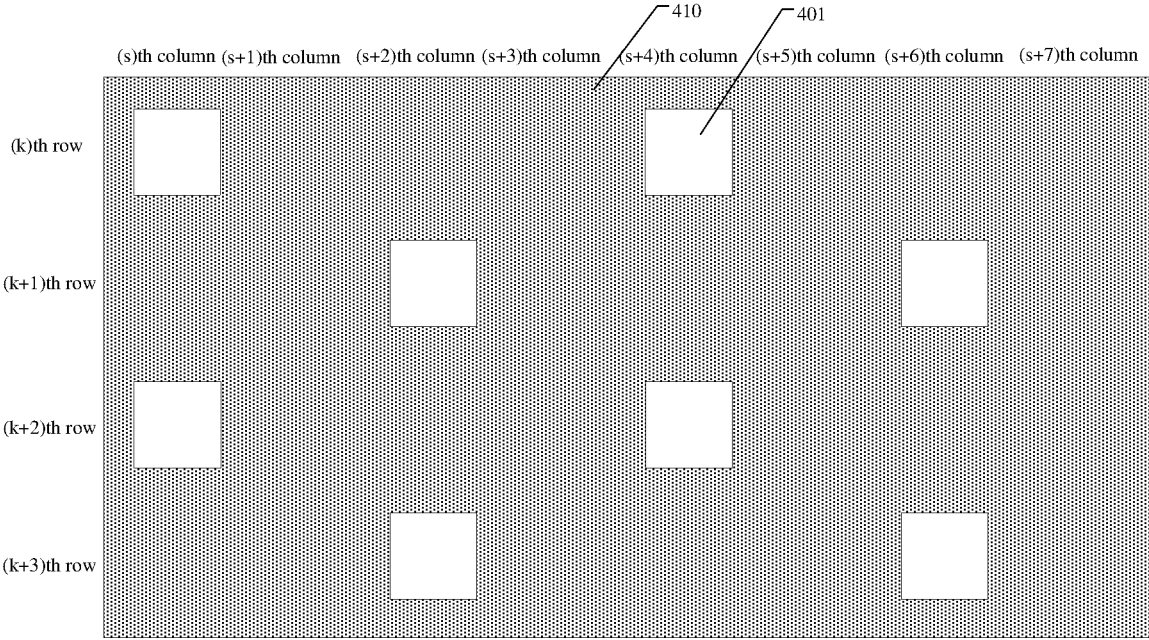 410
401
(s)th column (s+1)th column (s+2)th column (s+3)th column (s+4)th column (s+5)th column (s+6)th column (s+7)th column
(k)th row
(k+1)th row
(k+2)th row
(k+3)th row